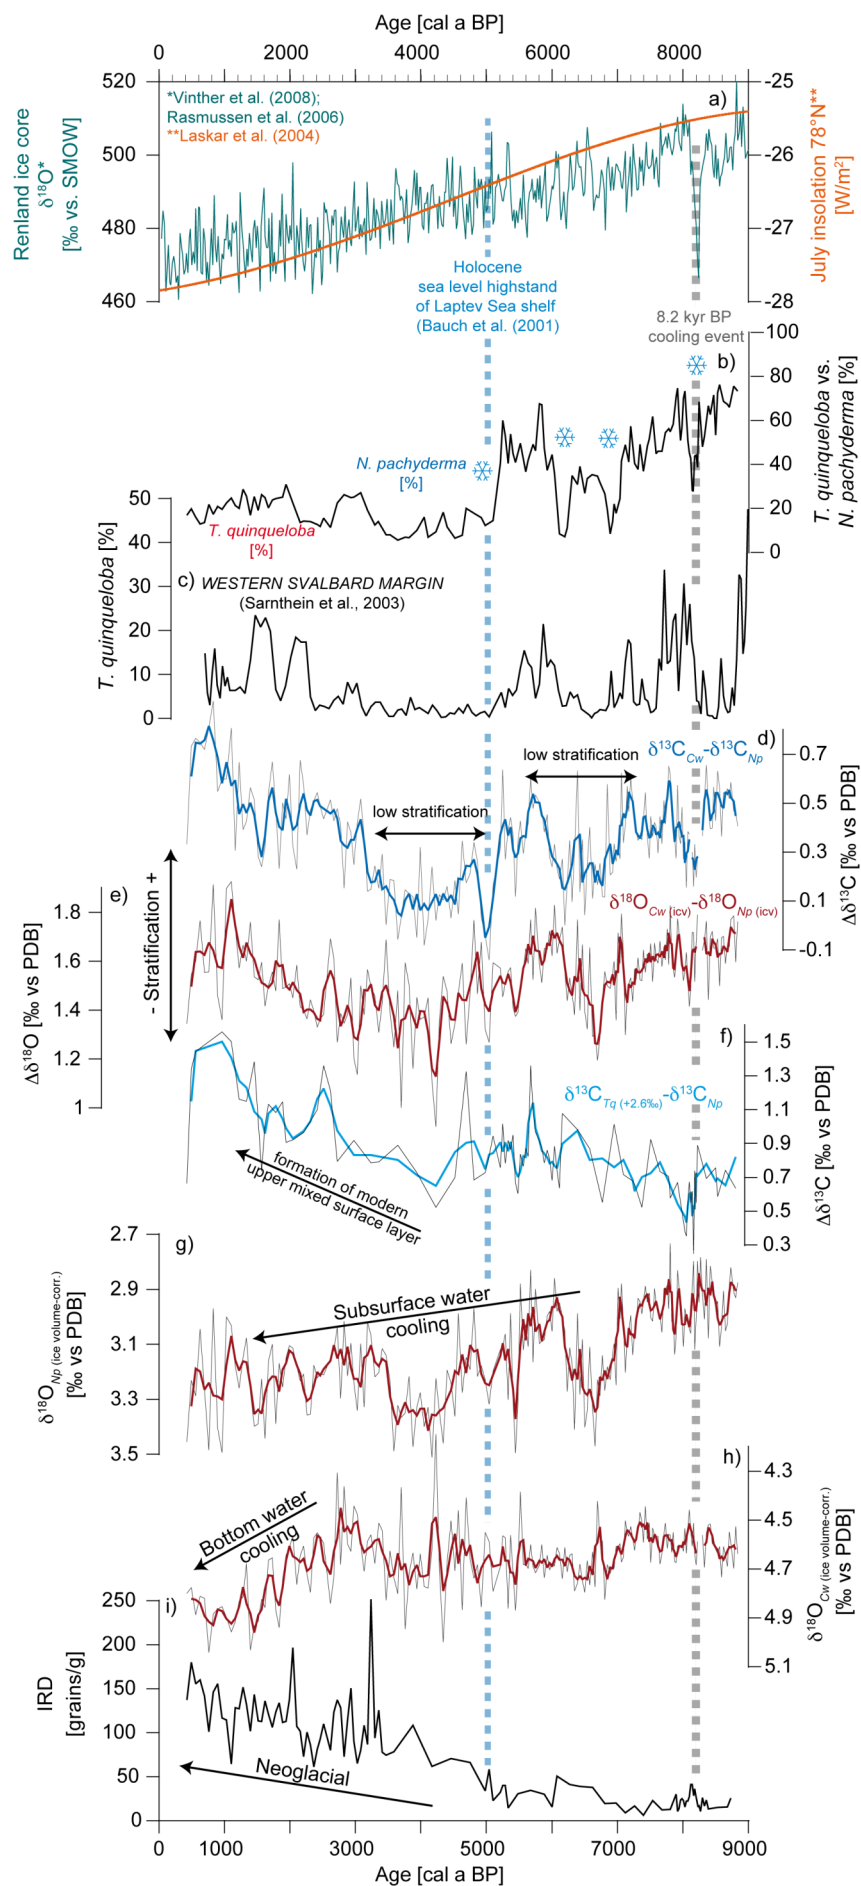 Age [cal a BP]
0 2000 4000 6000 8000
520 500 480 460
Renland ice core
δ18O*
[‰ vs. SMOW]
*Vinther et al. (2008);
Rasmussen et al. (2006)
**Laskar et al. (2004)
a)
-25 -26 -27 -28
July insolation 78°N**
[W/m²]
Holocene
sea level highstand
of Laptev Sea shelf
(Bauch et al. (2001)
8.2 kyr BP
cooling event
b)
100 80 60 40 20 0
T. quinqueloba vs.
N. pachyderma [%]
N. pachyderma
[%]
T. quinqueloba
[%]
50 40 30 20 10 0
T. quinqueloba [%]
c) WESTERN SVALBARD MARGIN
(Sarnthein et al., 2003)
d)
δ13CCw-δ13CNp
low stratification
low stratification
0.7 0.5 0.3 0.1 -0.1
Δδ13C [‰ vs PDB]
- Stratification +
e)
1.8 1.6 1.4 1.2 1
Δδ18O [‰ vs PDB]
δ18OCw (icv)-δ18ONp (icv)
f)
1.5 1.3 1.1 0.9 0.7 0.5 0.3
Δδ13C [‰ vs PDB]
δ13CTq (+2.6‰)-δ13CNp
formation of modern
upper mixed surface layer
g)
2.7 2.9 3.1 3.3 3.5
δ18ONp (ice volume-corr.)
[‰ vs PDB]
Subsurface water
cooling
h)
4.3 4.5 4.7 4.9 5.1
δ18OCw (ice volume-corr.)
[‰ vs PDB]
Bottom water
cooling
i)
250 200 150 100 50 0
IRD
[grains/g]
Neoglacial
0 1000 3000 5000 7000 9000
Age [cal a BP]